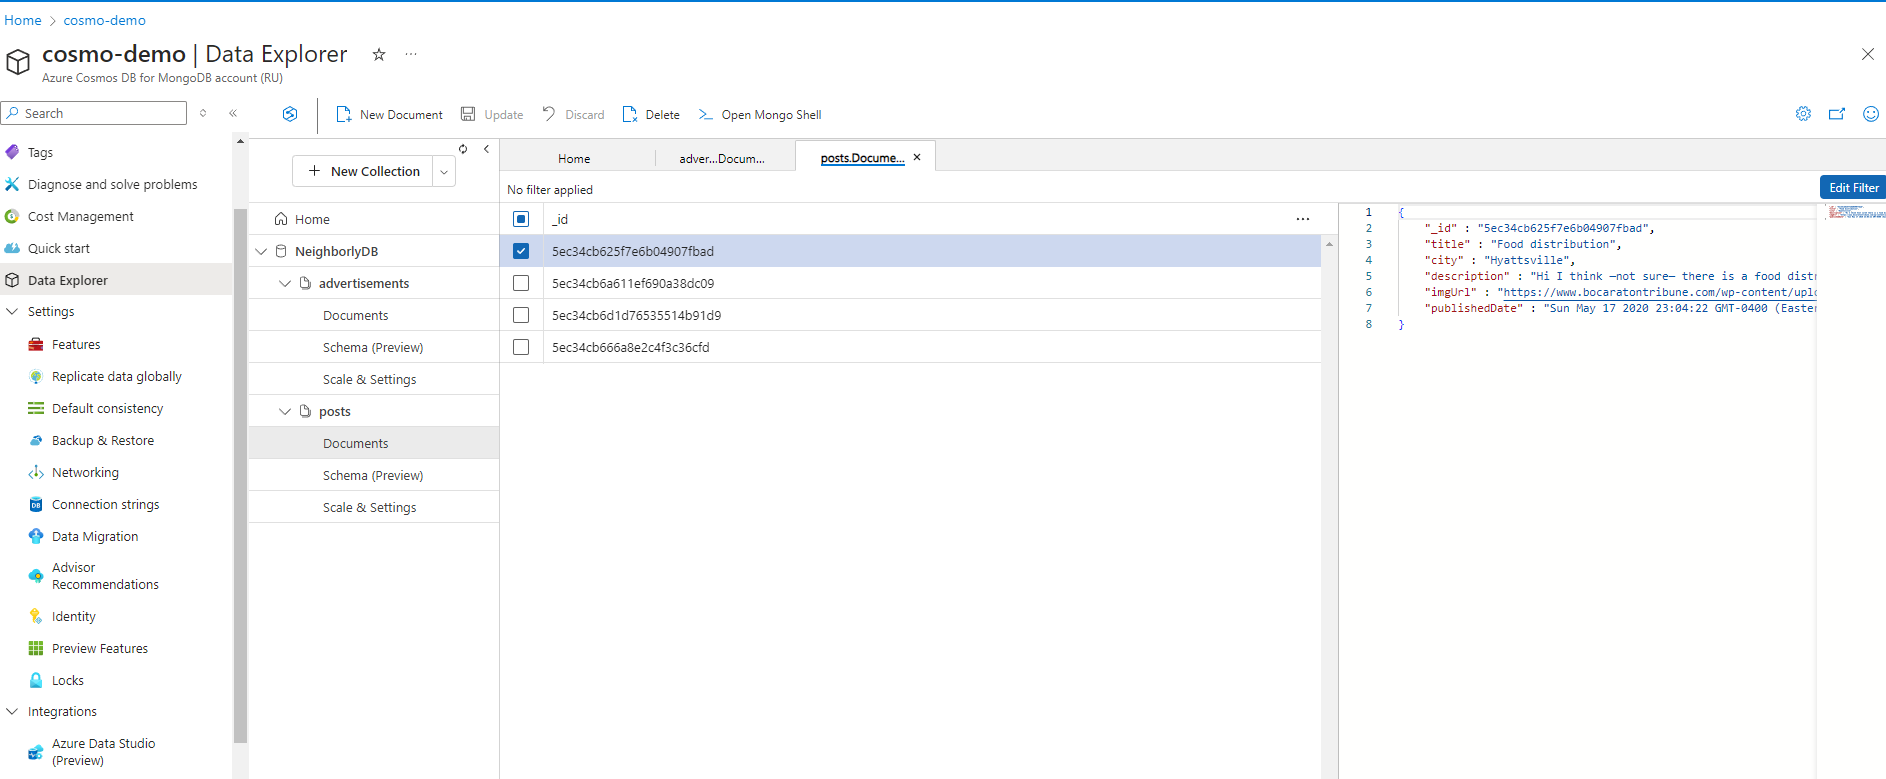 Home > cosmo-demo
cosmo-demo | Data Explorer
Azure Cosmos DB for MongoDB account (RU)
Search
New Document
Update
Discard
Delete
Open Mongo Shell
Tags
Diagnose and solve problems
Cost Management
Quick start
Data Explorer
Settings
Features
Replicate data globally
Default consistency
Backup & Restore
Networking
Connection strings
Data Migration
Advisor
Recommendations
Identity
Preview Features
Locks
Integrations
Azure Data Studio
(Preview)
+ New Collection
Home
NeighborlyDB
advertisements
Documents
Schema (Preview)
Scale & Settings
posts
Documents
Schema (Preview)
Scale & Settings
Home
adver...Docum...
posts.Docume...
No filter applied
Edit Filter
_id
5ec34cb625f7e6b04907fbad
5ec34cb6a611ef690a38dc09
5ec34cb6d1d76535514b91d9
5ec34cb666a8e2c4f3c36cfd
1 {
2 "_id" : "5ec34cb625f7e6b04907fbad",
3 "title" : "Food distribution",
4 "city" : "Hyattsville",
5 "description" : "Hi I think —not sure— there is a food distr
6 "imgUrl" : "https://www.bocaratontribune.com/wp-content/uplo
7 "publishedDate" : "Sun May 17 2020 23:04:22 GMT-0400 (Easter
8 }